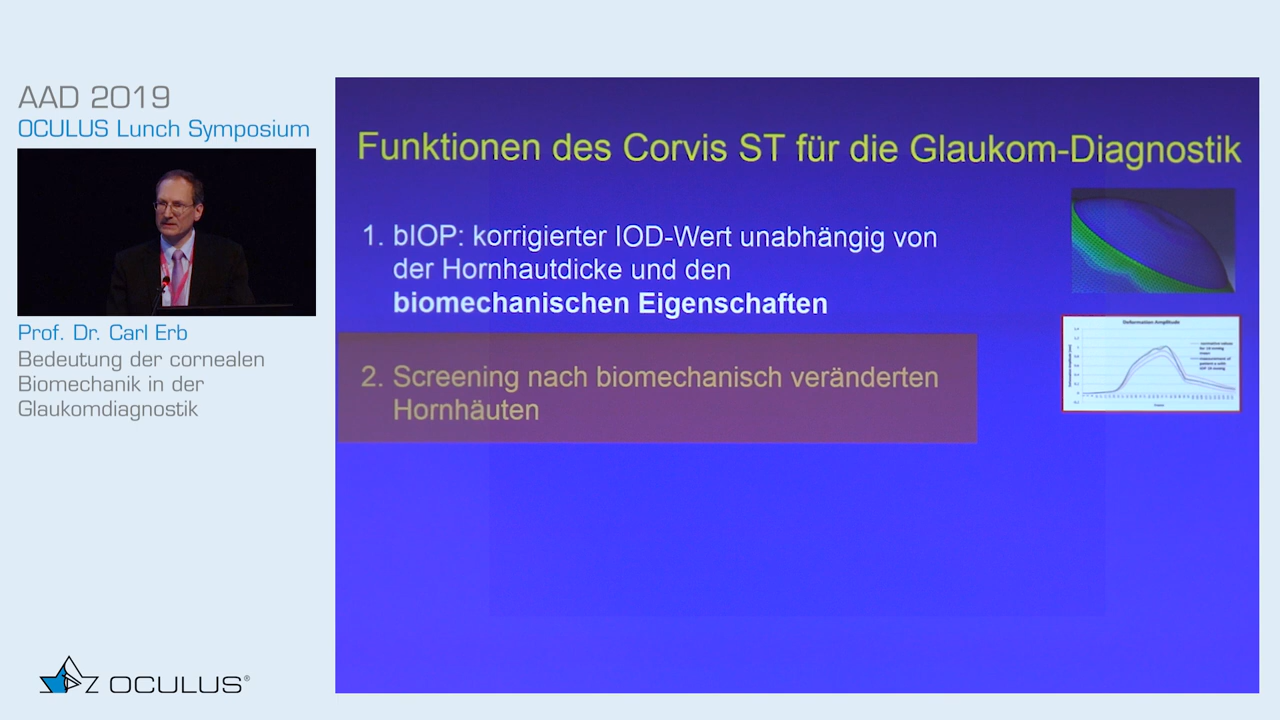 AAD 2019
OCULUS Lunch Symposium
Prof. Dr. Carl Erb
Bedeutung der cornealen
Biomechanik in der
Glaukomdiagnostik
OCULUS®
Funktionen des Corvis ST für die Glaukom-Diagnostik
1. bIOP: korrigierter IOD-Wert unabhängig von
der Hornhautdicke und den
biomechanischen Eigenschaften
2. Screening nach biomechanisch veränderten
Hornhäuten
Deformation Amplitude